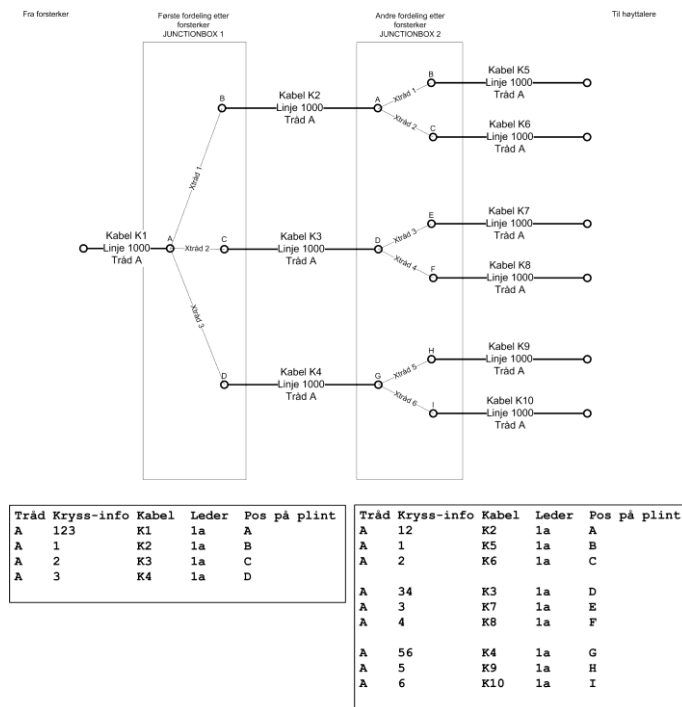 Fra forsterker
Første fordeling etter
forsterker
JUNCTIONBOX 1
Andre fordeling etter
forsterker
JUNCTIONBOX 2
Til høyttalere
Kabel K1
Linje 1000
Tråd A
A
Xtråd 1
Xtråd 2
Xtråd 3
B
C
D
Kabel K2
Linje 1000
Tråd A
Kabel K3
Linje 1000
Tråd A
Kabel K4
Linje 1000
Tråd A
A
Xtråd 1
Xtråd 2
B
C
D
Xtråd 3
Xtråd 4
E
F
G
Xtråd 5
Xtråd 6
H
I
Kabel K5
Linje 1000
Tråd A
Kabel K6
Linje 1000
Tråd A
Kabel K7
Linje 1000
Tråd A
Kabel K8
Linje 1000
Tråd A
Kabel K9
Linje 1000
Tråd A
Kabel K10
Linje 1000
Tråd A
Tråd Kryss-info Kabel Leder Pos på plint
A 123 K1 1a A
A 1 K2 1a B
A 2 K3 1a C
A 3 K4 1a D
Tråd Kryss-info Kabel Leder Pos på plint
A 12 K2 1a A
A 1 K5 1a B
A 2 K6 1a C
A 34 K3 1a D
A 3 K7 1a E
A 4 K8 1a F
A 56 K4 1a G
A 5 K9 1a H
A 6 K10 1a I